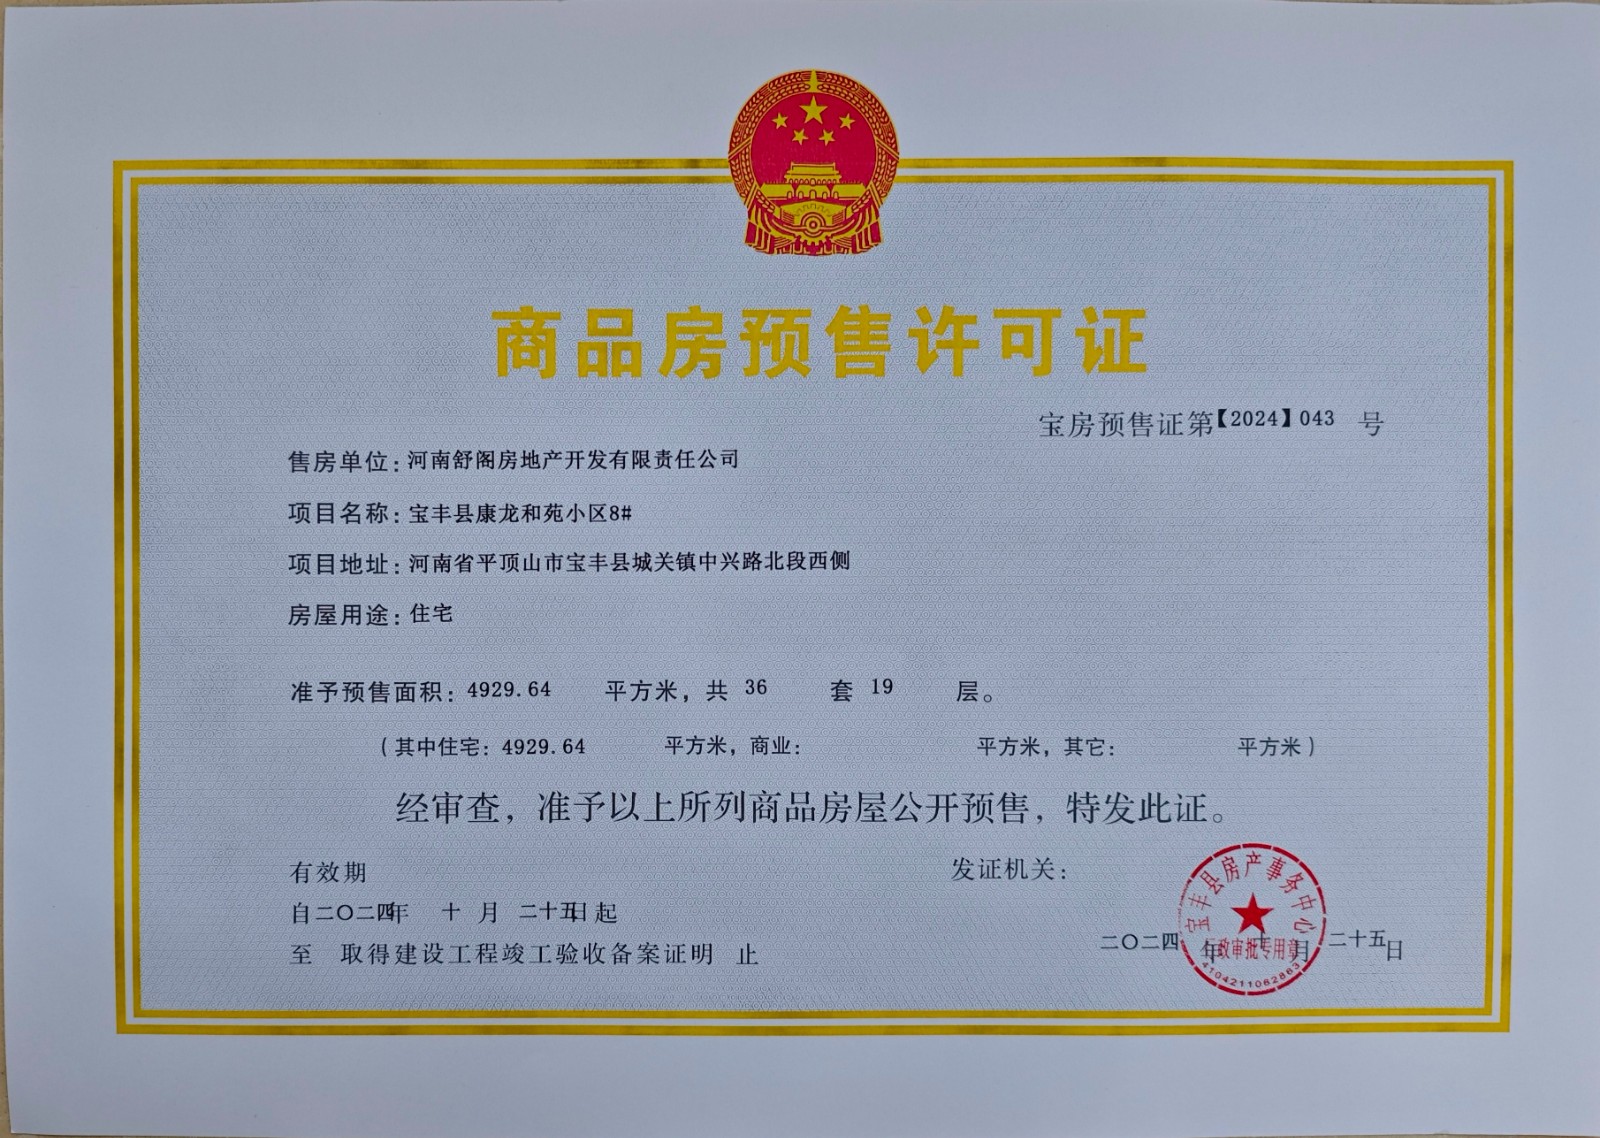 商品房预售许可证
宝房预售证第【2024】043 号
售房单位：河南舒阁房地产开发有限责任公司
项目名称：宝丰县康龙和苑小区8#
项目地址：河南省平顶山市宝丰县城关镇中兴路北段西侧
房屋用途：住宅
准予预售面积：4929.64 平方米，共 36 套 19 层。
（其中住宅：4929.64 平方米，商业： 平方米，其它： 平方米）
经审查，准予以上所列商品房屋公开预售，特发此证。
有效期
自二〇二四年 十 月 二十五日起
至 取得建设工程竣工验收备案证明 止
发证机关：
宝丰县房产事务中心
行政审批专用章
4104211062863
二〇二四 年 十 月 二十五日